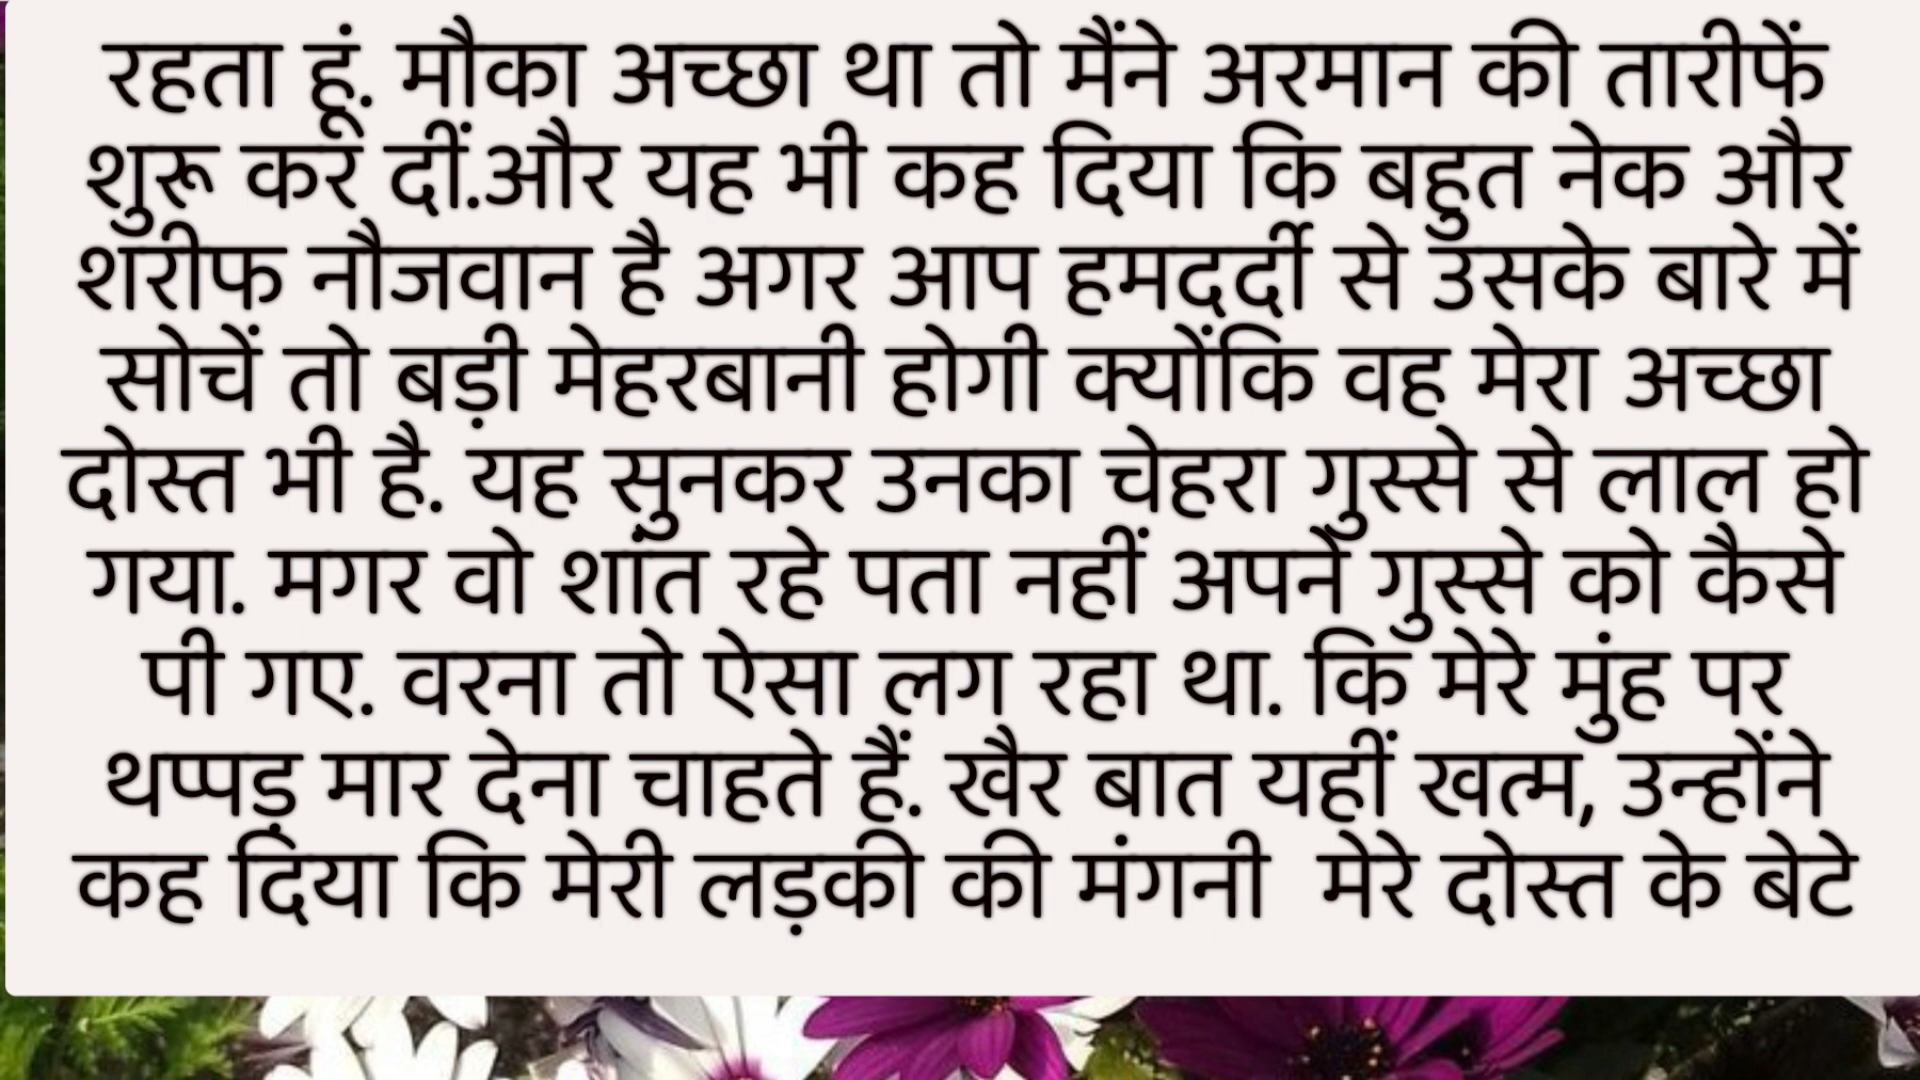 रहता हूं. मौका अच्छा था तो मैंने अरमान की तारीफें
शुरू कर दीं.और यह भी कह दिया कि बहुत नेक और
शरीफ नौजवान है अगर आप हमदर्दी से उसके बारे में
सोचें तो बड़ी मेहरबानी होगी क्योंकि वह मेरा अच्छा
दोस्त भी है. यह सुनकर उनका चेहरा गुस्से से लाल हो
गया. मगर वो शांत रहे पता नहीं अपने गुस्से को कैसे
पी गए. वरना तो ऐसा लग रहा था. कि मेरे मुंह पर
थप्पड़ मार देना चाहते हैं. खैर बात यहीं खत्म, उन्होंने
कह दिया कि मेरी लड़की की मंगनी  मेरे दोस्त के बेटे